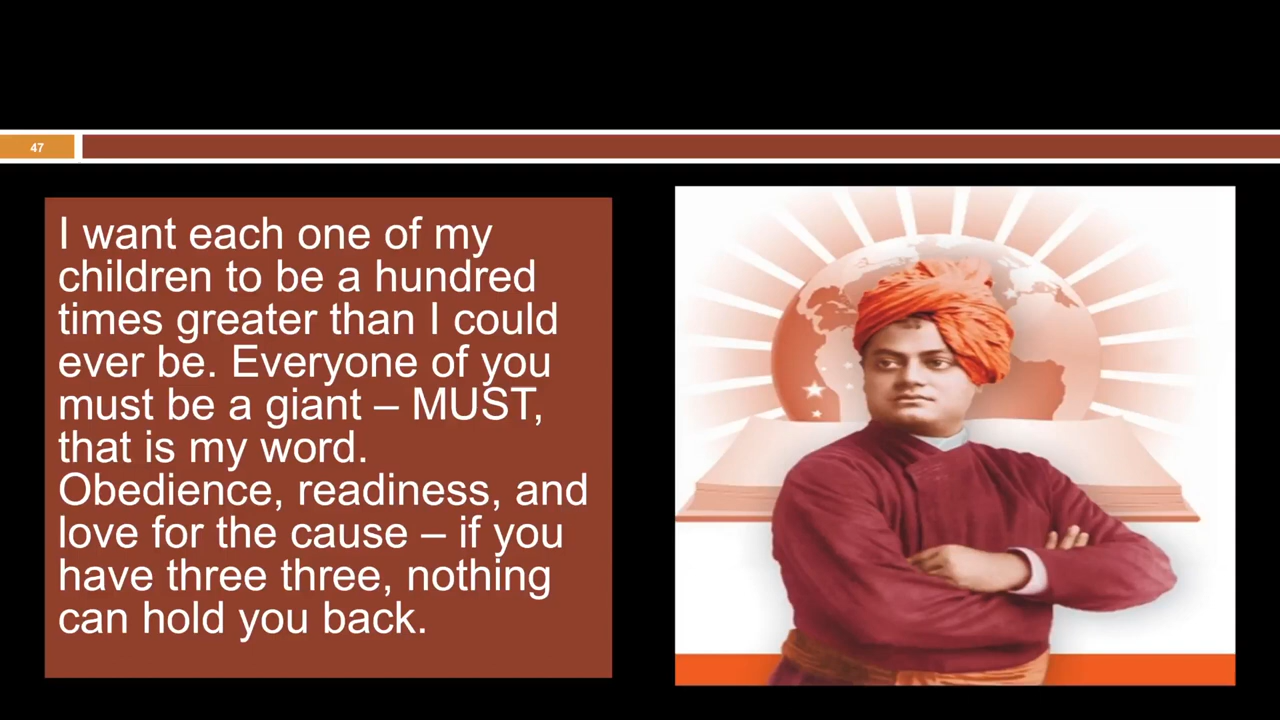 47
I want each one of my
children to be a hundred
times greater than I could
ever be. Everyone of you
must be a giant – MUST,
that is my word.
Obedience, readiness, and
love for the cause – if you
have three three, nothing
can hold you back.